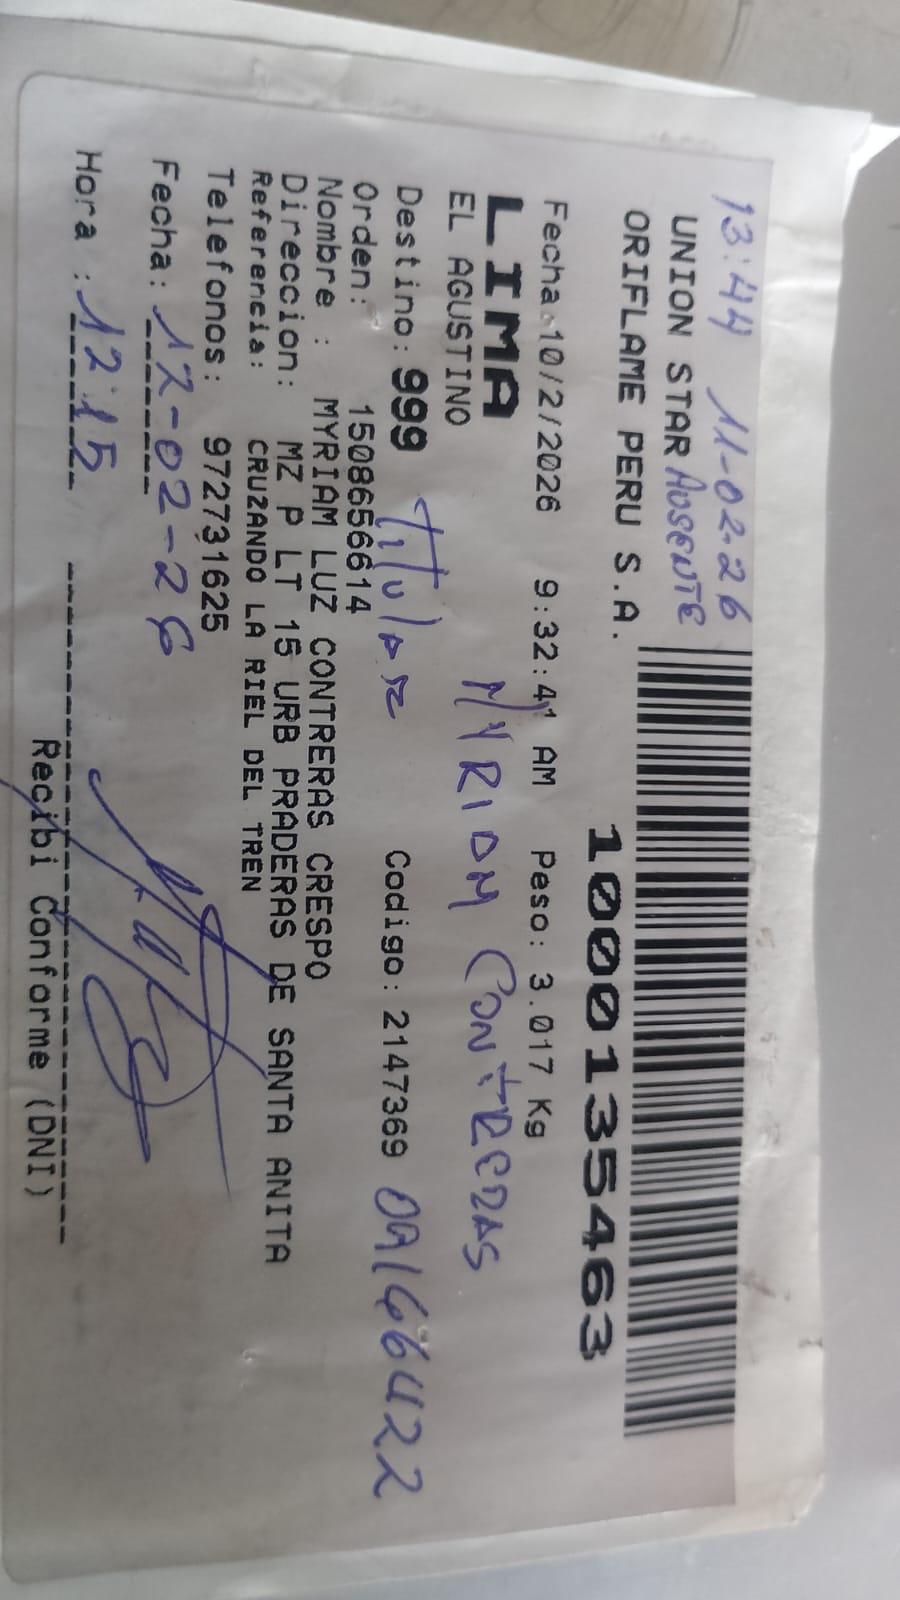 13:44 11-02-26
UNION STAR AUSENTE
ORIFLAME PERU S.A.
10001354 63
Fecha.10/2/2026 9:32:41 AM Peso: 3.017 Kg
LIMA
EL AGUSTINO
MYRIAM CONTRERAS
Destino: 999 titular Codigo: 2147369 09166422
Orden: 1508656614
Nombre : MYRIAM LUZ CONTRERAS CRESPO
Direccion: MZ P LT 15 URB PRADERAS DE SANTA ANITA
Referencia: CRUZANDO LA RIEL DEL TREN
Telefonos: 972731625
Fecha: 12-02-26
Hora : 12:15
Recibi Conforme (DNI)